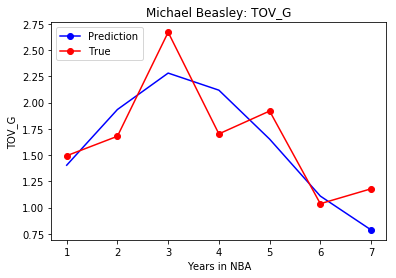 Michael Beasley: TOV_G
Prediction
True
TOV_G
2.75
2.50
2.25
2.00
1.75
1.50
1.25
1.00
0.75
1 2 3 4 5 6 7
Years in NBA